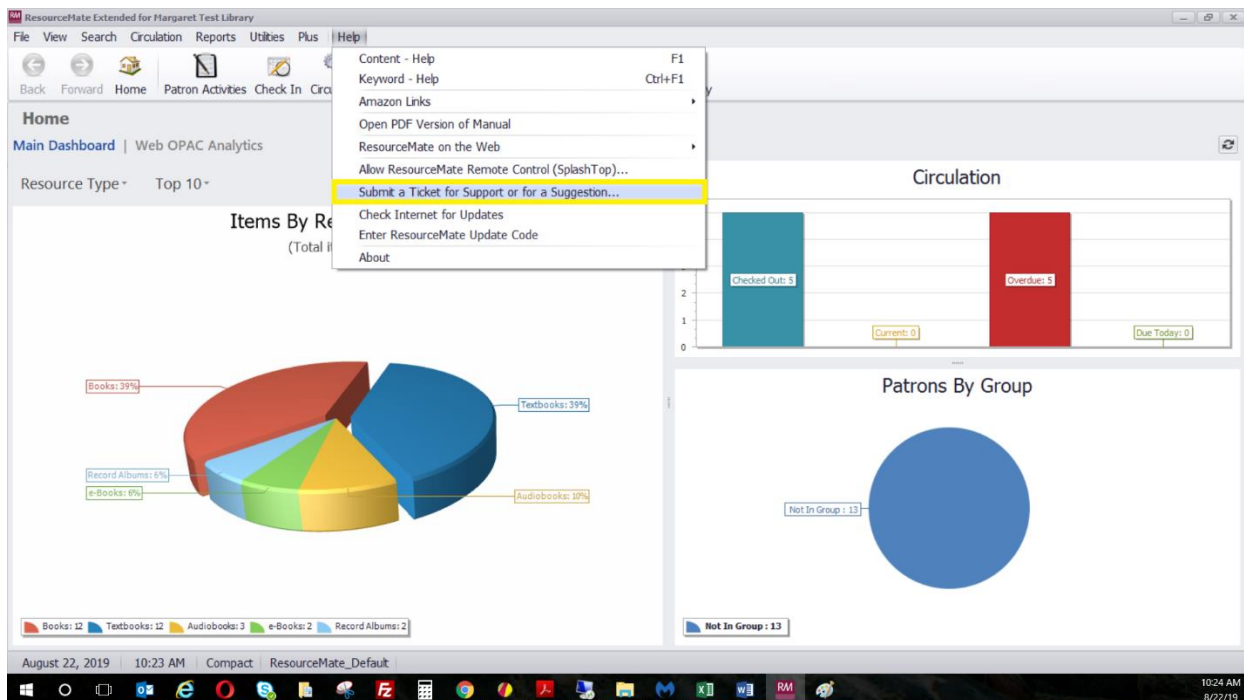 RM ResourceMate Extended for Margaret Test Library
File View Search Circulation Reports Utilities Plus Help
Back Forward Home Patron Activities Check In
Content - Help F1
Keyword - Help Ctrl+F1
Amazon Links
Open PDF Version of Manual
ResourceMate on the Web
Allow ResourceMate Remote Control (SplashTop)...
Submit a Ticket for Support or for a Suggestion...
Check Internet for Updates
Enter ResourceMate Update Code
About
Home
Main Dashboard | Web OPAC Analytics
Resource Type Top 10
Items By
(Total
Books: 39%
Textbooks: 39%
Record Albums: 6%
e-Books: 6%
Audiobooks: 10%
Books: 12 Textbooks: 12 Audiobooks: 3 e-Books: 2 Record Albums: 2
Circulation
2
1
0
Checked Out: 5
Current: 0
Overdue: 5
Due Today: 0
Patrons By Group
Not In Group : 13
Not In Group : 13
August 22, 2019 10:23 AM Compact ResourceMate_Default
RM
10:24 AM
8/22/19